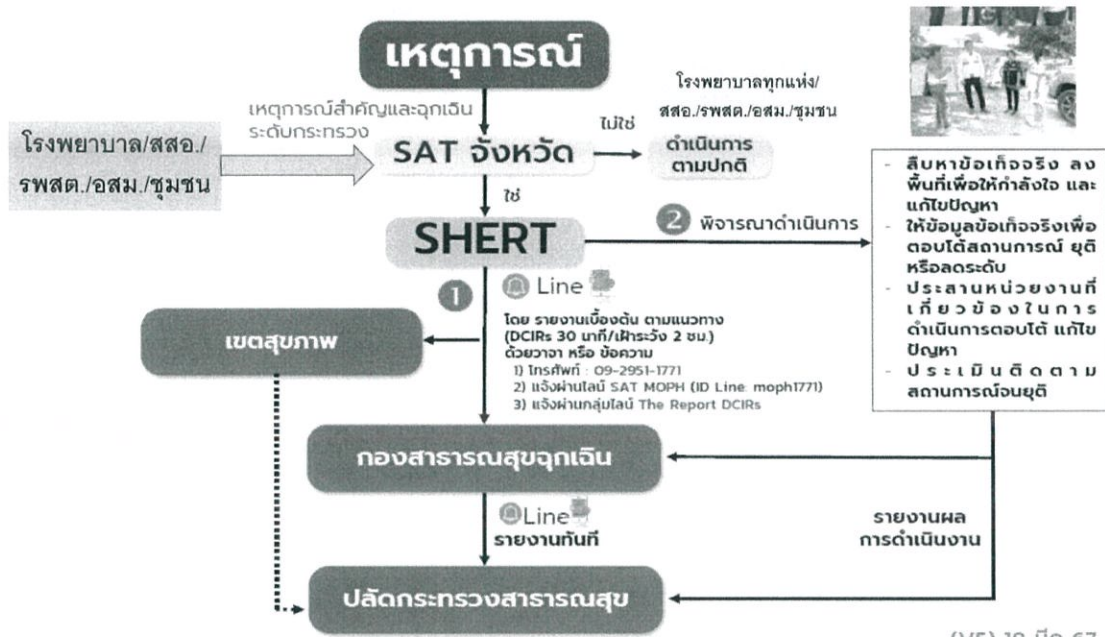 เหตุการณ์
เหตุการณ์สำคัญและฉุกเฉิน
ระดับกระทรวง
โรงพยาบาล/สสอ./
รพสต./อสม./ชุมชน
SAT จังหวัด
ไม่ใช่
โรงพยาบาลทุกแห่ง/
สสอ./รพสต./อสม./ชุมชน
ดำเนินการ
ตามปกติ
ใช่
SHERT
2 พิจารณาดำเนินการ
- สืบหาข้อเท็จจริง ลง
พื้นที่เพื่อให้กำลังใจ และ
แก้ไขปัญหา
- ให้ข้อมูลข้อเท็จจริงเพื่อ
ตอบโต้สถานการณ์ ยุติ
หรือลดระดับ
- ประสานหน่วยงานที่
เกี่ยวข้องในการ
ดำเนินการตอบโต้ แก้ไข
ปัญหา
- ประเมินติดตาม
สถานการณ์จนยุติ
1
Line
โดย รายงานเบื้องต้น ตามแนวทาง
(DCIRs 30 นาที/เฝ้าระวัง 2 ชม.)
ด้วยวาจา หรือ ข้อความ
1) โทรศัพท์ : 09-2951-1771
2) แจ้งผ่านไลน์ SAT MOPH (ID Line: moph1771)
3) แจ้งผ่านกลุ่มไลน์ The Report DCIRs
เขตสุขภาพ
กองสาธารณสุขฉุกเฉิน
Line
รายงานทันที
รายงานผล
การดำเนินงาน
ปลัดกระทรวงสาธารณสุข